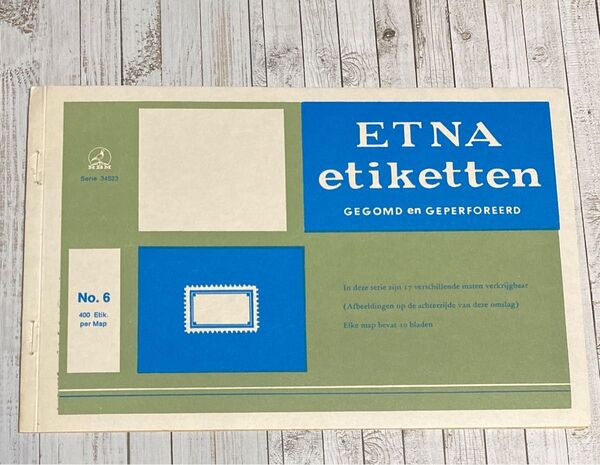 HBM
Serie 34523
ETNA
etiketten
GEGOMD en GEPERFOREERD
No. 6
400 Etik.
per Map
In deze serie zijn 17 verschillende maten verkrijgbaar
(Afbeeldingen op de achterzijde van deze omslag)
Elke map bevat 10 bladen